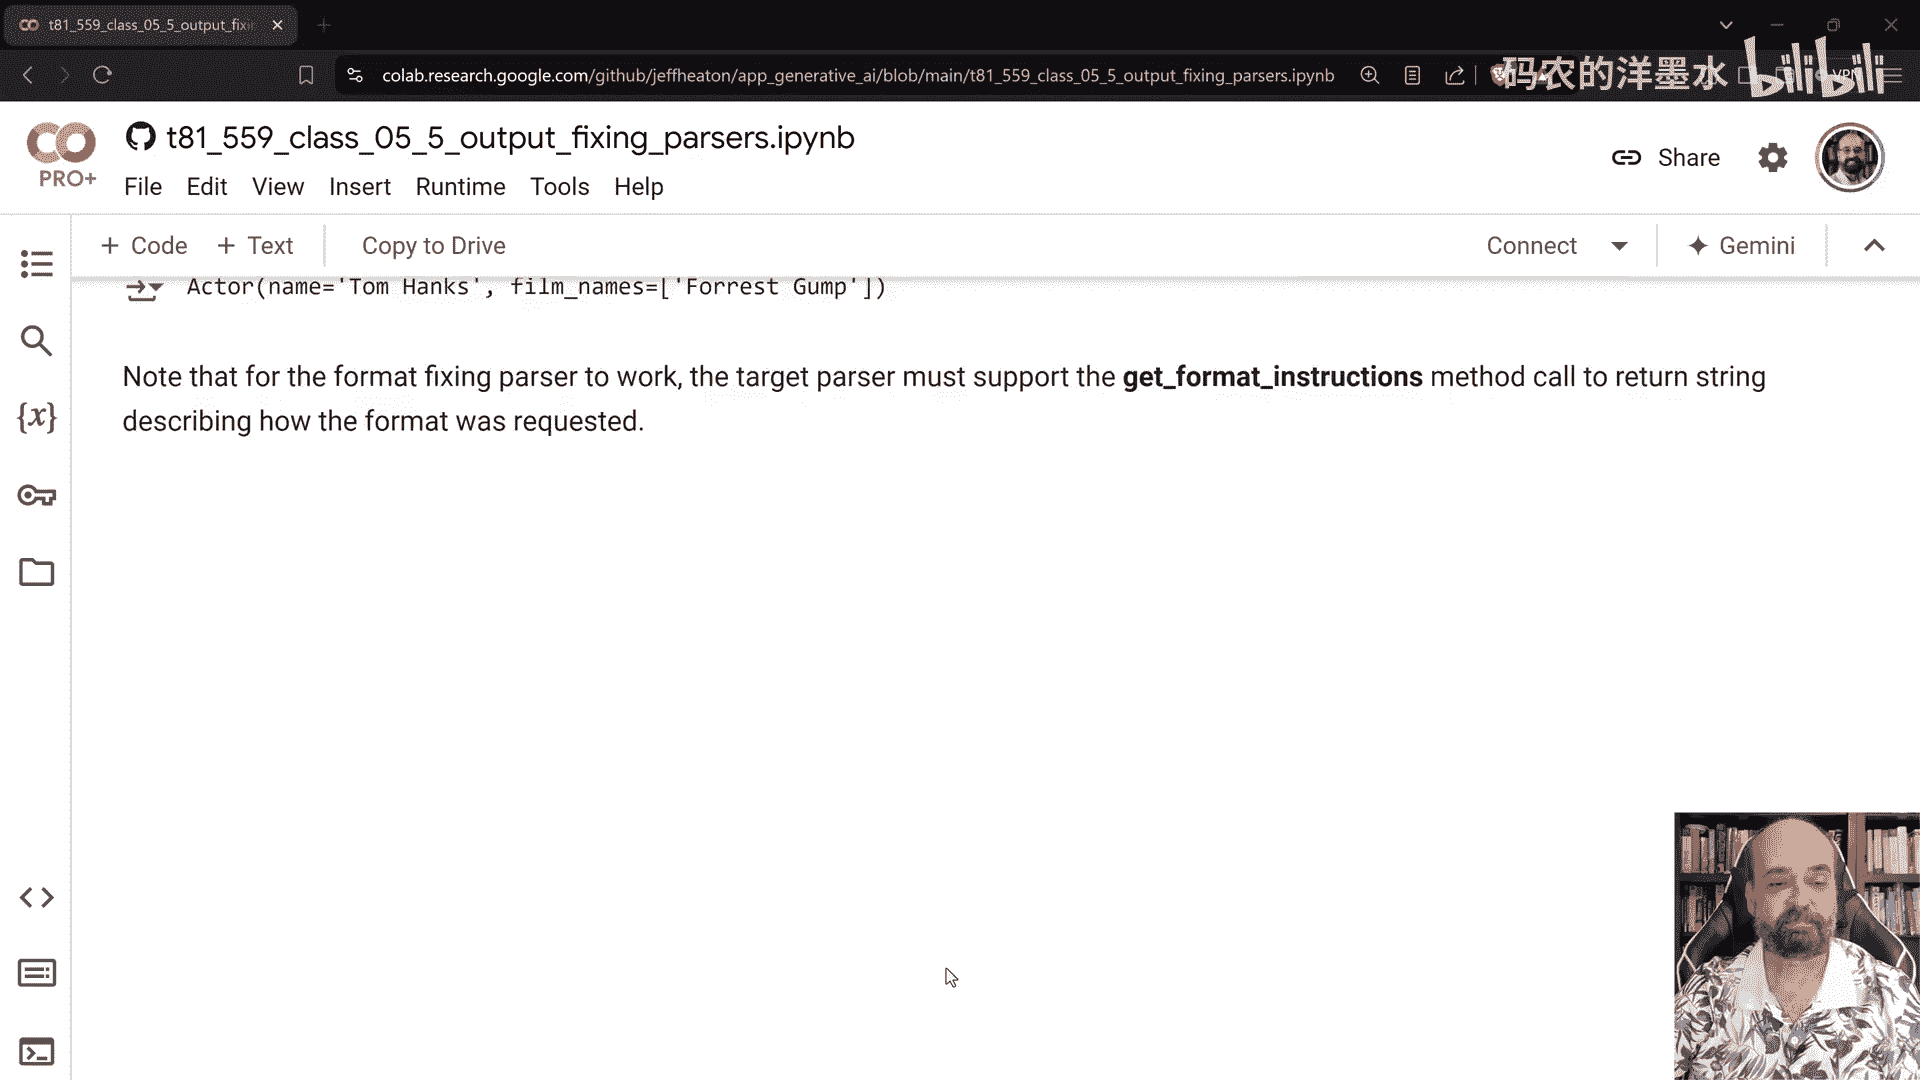 t81_559_class_05_5_output_fixi
colab.research.google.com/github/jeffheaton/app_generative_ai/blob/main/t81_559_class_05_5_output_fixing_parsers.ipynb
码农的洋墨水 bilibili
VPN
t81_559_class_05_5_output_fixing_parsers.ipynb
PRO+
File Edit View Insert Runtime Tools Help
Share
+ Code + Text Copy to Drive
Connect
Gemini
Actor(name='Tom Hanks', film_names=['Forrest Gump'])
{x}
Note that for the format fixing parser to work, the target parser must support the get_format_instructions method call to return string
describing how the format was requested.